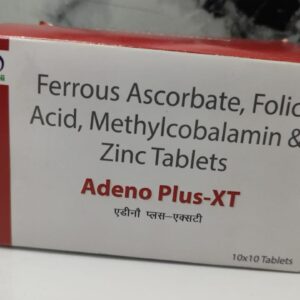 Ferrous Ascorbate, Folic
Acid, Methylcobalamin &
Zinc Tablets
Adeno Plus-XT
एडीनौ प्लस-एक्सटी
10x10 Tablets